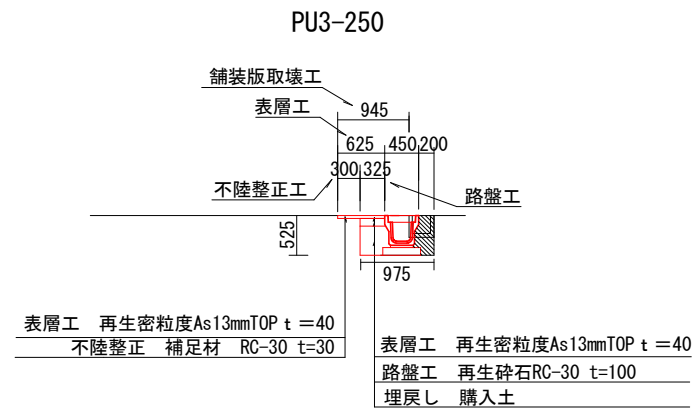 PU3-250
舗装版取壊工
945
表層工
625 450 200
300 325
不陸整正工
路盤工
525
975
表層工 再生密粒度As13mmTOP t=40
不陸整正 補足材 RC-30 t=30
表層工 再生密粒度As13mmTOP t=40
路盤工 再生砕石RC-30 t=100
埋戻し 購入土